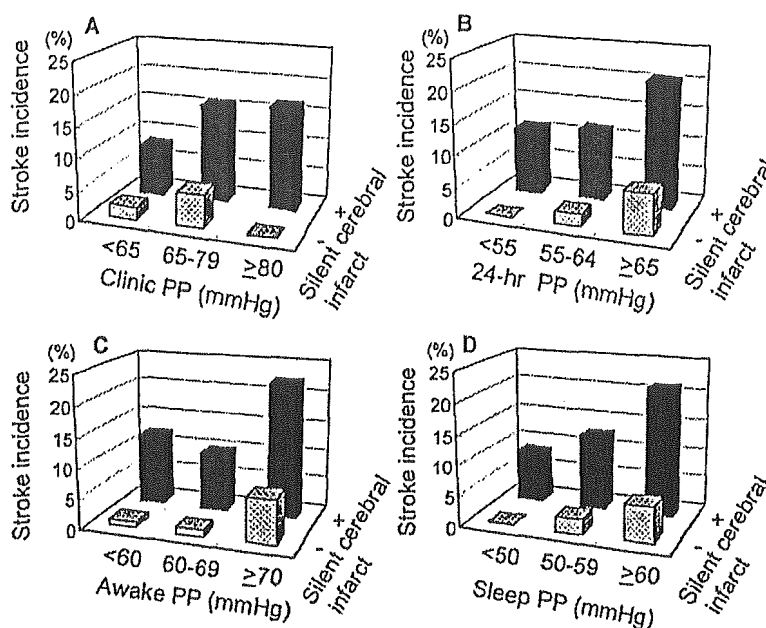 A
(%)
25
20
15
10
5
0
Stroke incidence
<65 65-79 ≥80
Clinic PP (mmHg)
- +
Silent cerebral
infarct
B
(%)
25
20
15
10
5
0
Stroke incidence
<55 55-64 ≥65
24-hr PP (mmHg)
- +
Silent cerebral
infarct
C
(%)
25
20
15
10
5
0
Stroke incidence
<60 60-69 ≥70
Awake PP (mmHg)
- +
Silent cerebral
infarct
D
(%)
25
20
15
10
5
0
Stroke incidence
<50 50-59 ≥60
Sleep PP (mmHg)
- +
Silent cerebral
infarct